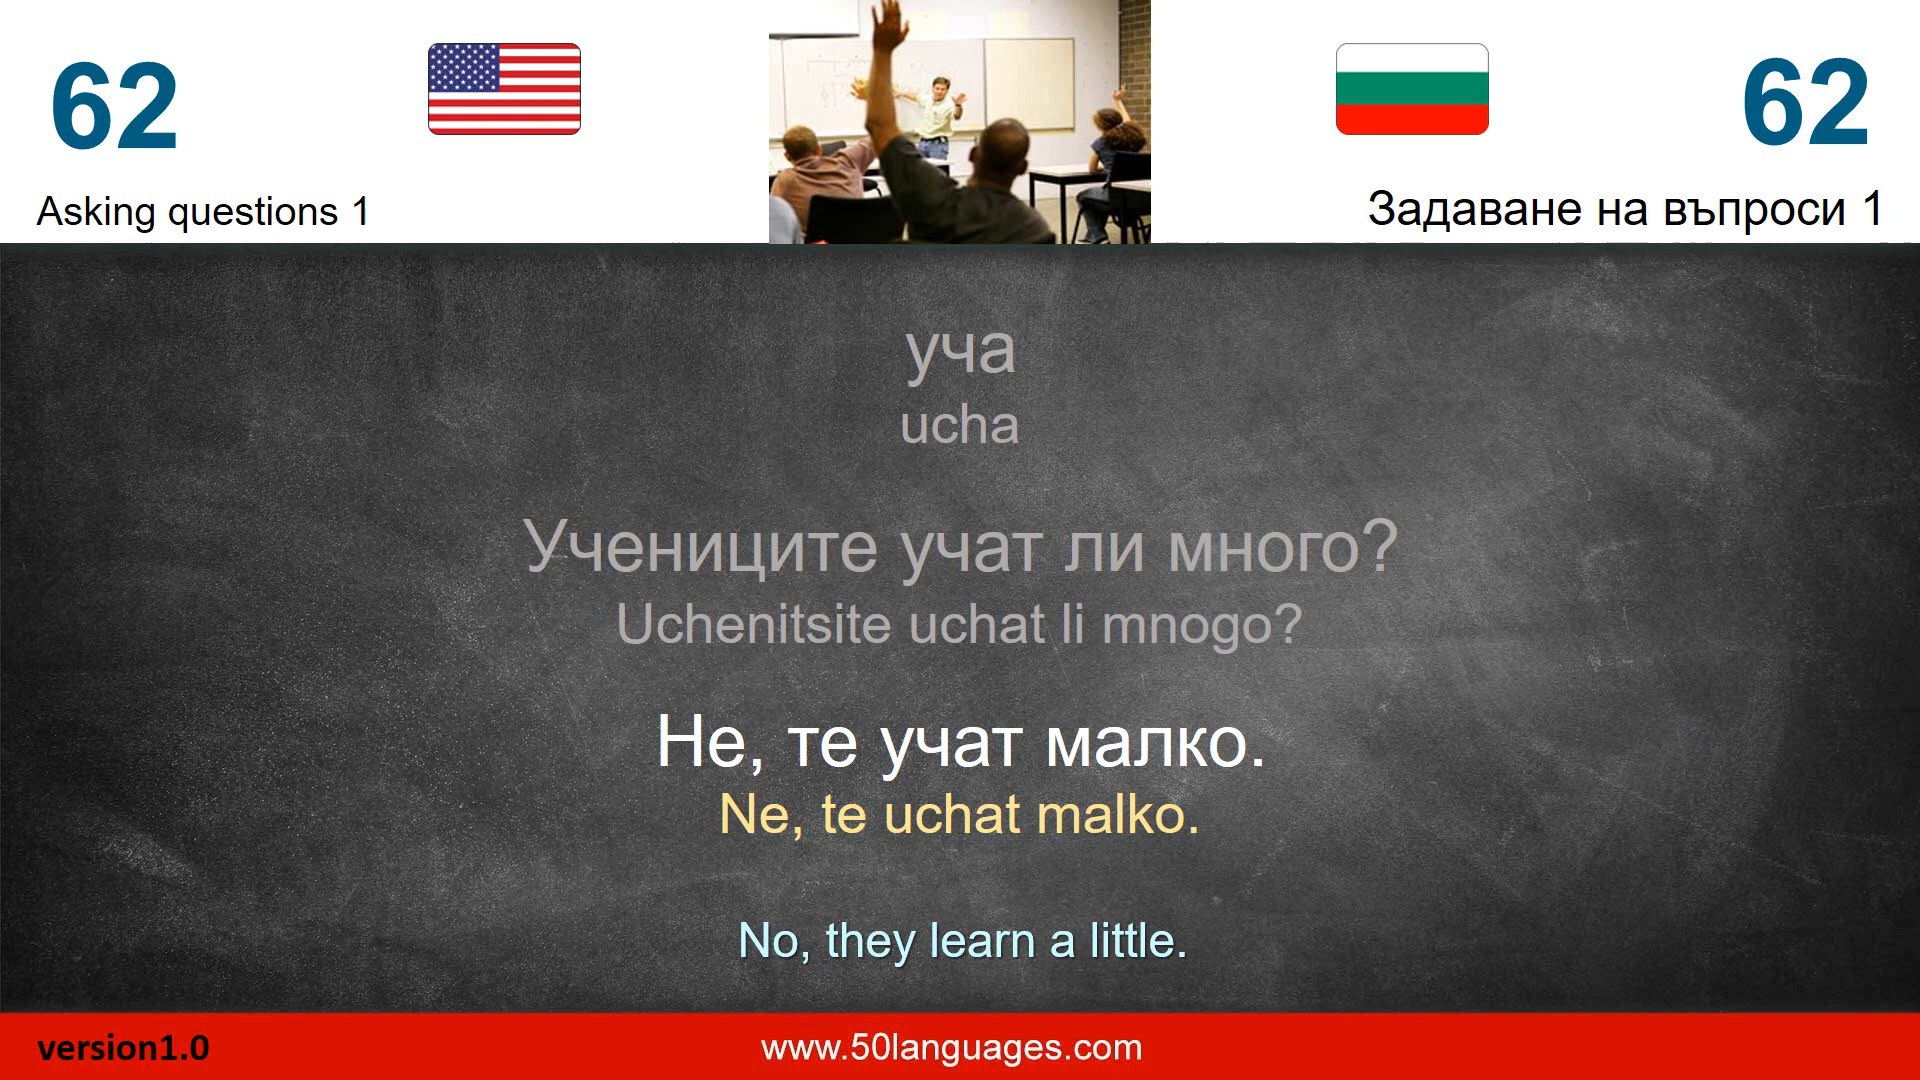 62
62
Asking questions 1
Задаване на въпроси 1
уча
ucha
Учениците учат ли много?
Uchenitsite uchat li mnogo?
Не, те учат малко.
Ne, te uchat malko.
No, they learn a little.
version1.0
www.50languages.com